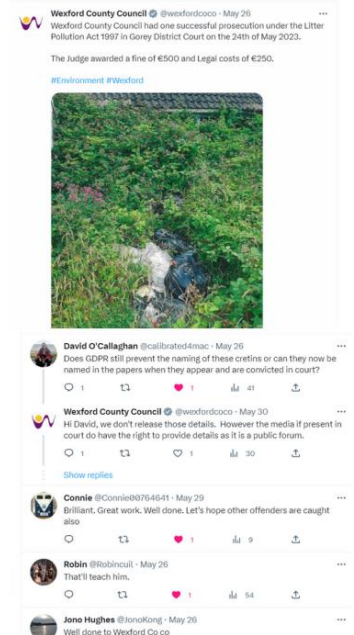 Wexford County Council @wexfordcoco · May 26
Wexford County Council had one successful prosecution under the Litter
Pollution Act 1997 in Gorey District Court on the 24th of May 2023.
The Judge awarded a fine of €500 and Legal costs of €250.
#Environment #Wexford
David O'Callaghan @calibrated4mac · May 26
Does GDPR still prevent the naming of these cretins or can they now be
named in the papers when they appear and are convicted in court?
1 1 41
Wexford County Council @wexfordcoco · May 30
Hi David, we don't release those details. However the media if present in
court do have the right to provide details as it is a public forum.
1 1 30
Show replies
Connie @Connie00764641 · May 29
Brilliant. Great work. Well done. Let's hope other offenders are caught
also
1 9
Robin @Robincuil · May 26
That'll teach him.
1 54
Jono Hughes @JonoKong · May 26
Well done to Wexford Co co